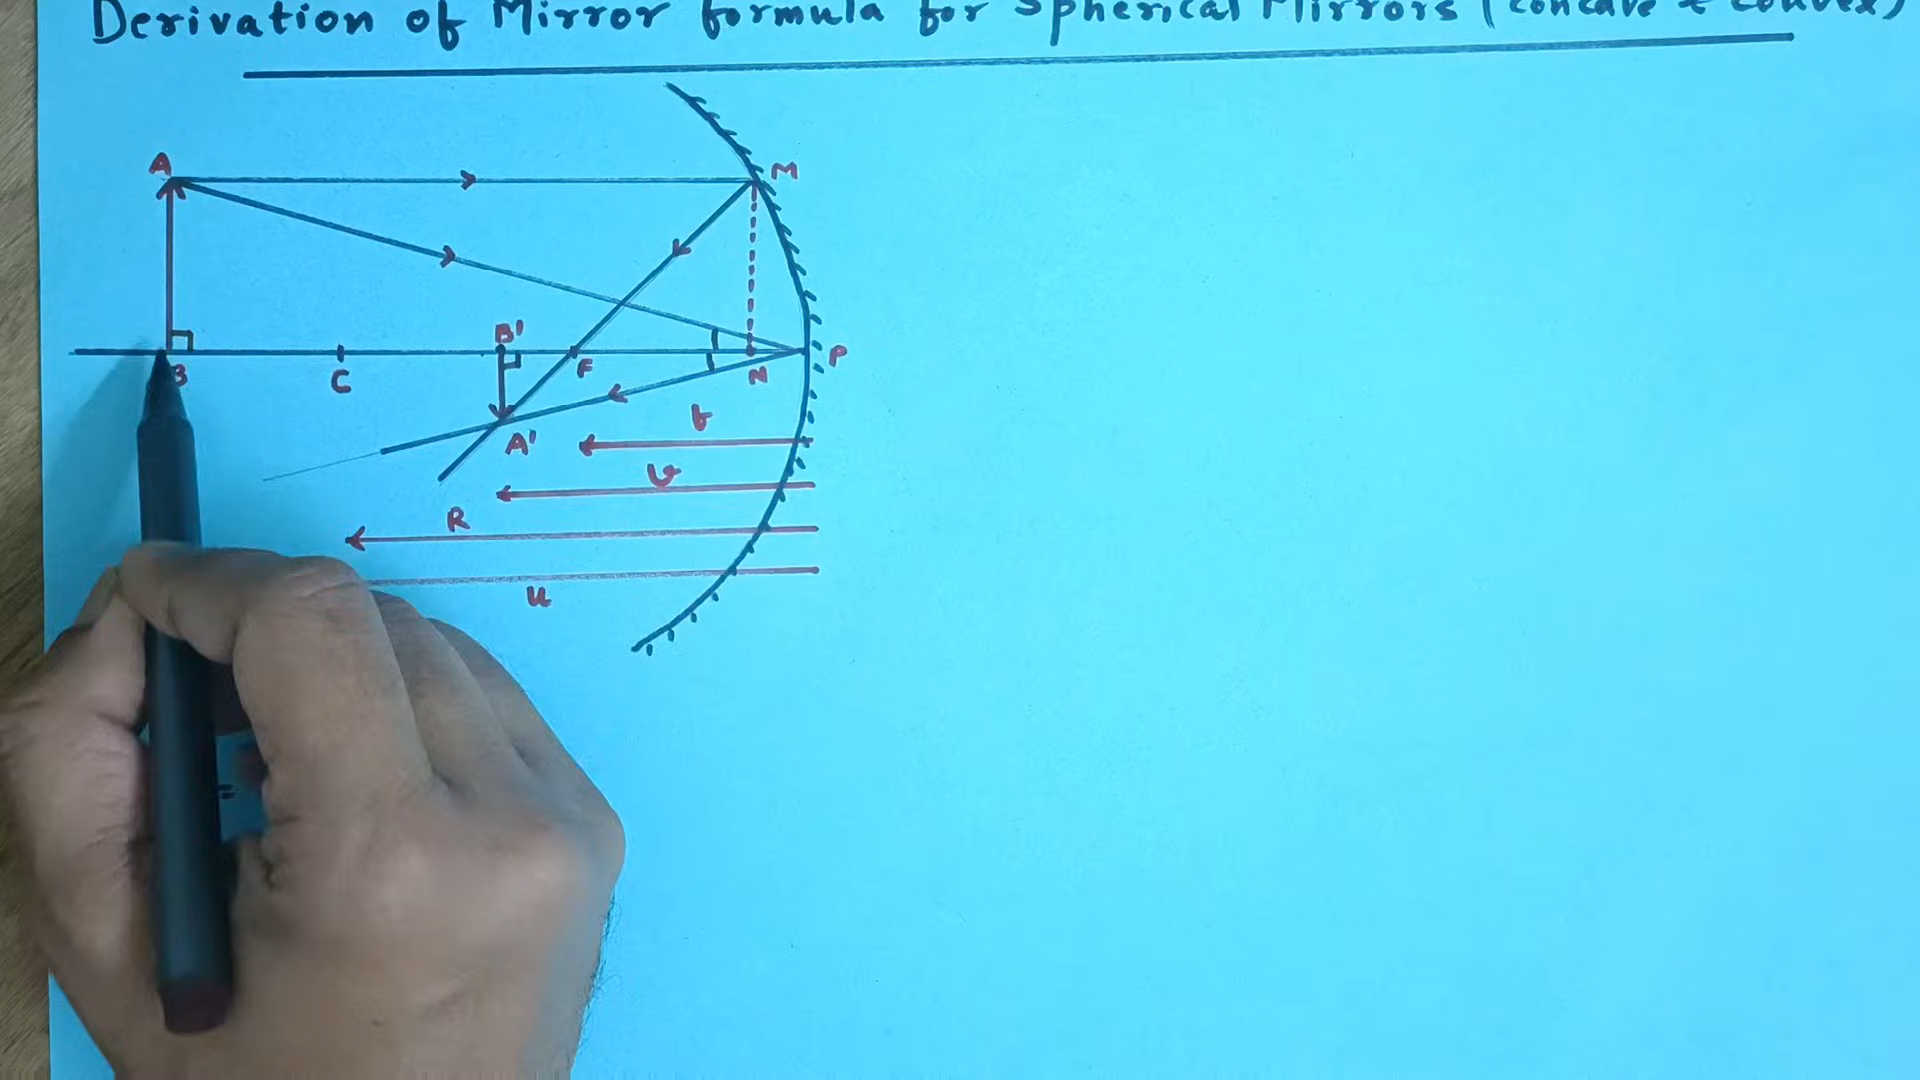 Derivation of Mirror formula for Spherical Mirrors (concave & convex)
A
M
B'
B
C
F
N
P
A'
f
v
R
u
=